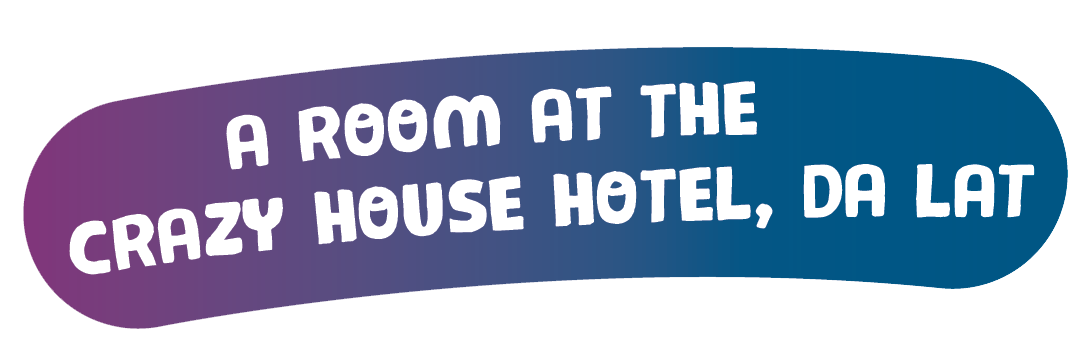 A ROOM AT THE
CRAZY HOUSE HOTEL, DA LAT